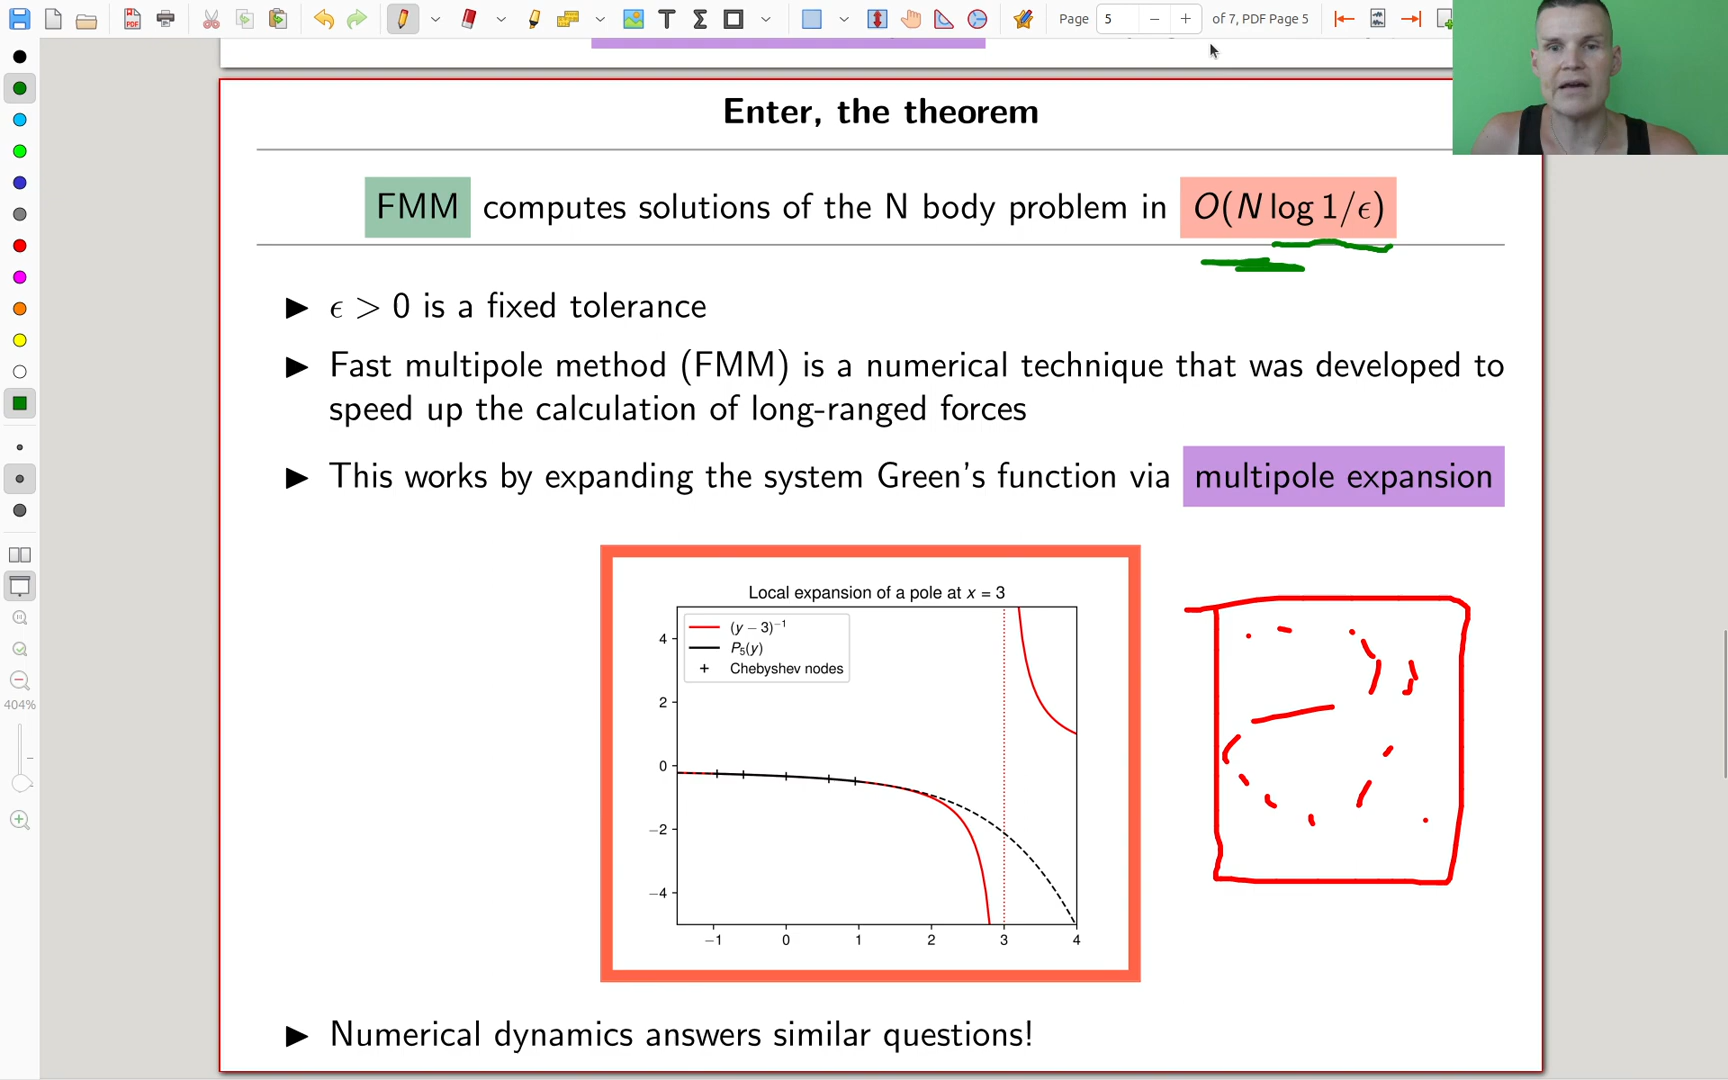 Page 5 of 7, PDF Page 5
Enter, the theorem
FMM computes solutions of the N body problem in O(N log 1/ϵ)
▶ ϵ > 0 is a fixed tolerance
▶ Fast multipole method (FMM) is a numerical technique that was developed to
speed up the calculation of long-ranged forces
▶ This works by expanding the system Green's function via multipole expansion
Local expansion of a pole at x = 3
(y − 3)⁻¹
P₅(y)
+ Chebyshev nodes
4
2
0
−2
−4
−1 0 1 2 3 4
▶ Numerical dynamics answers similar questions!
404%